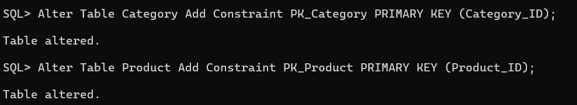 SQL> Alter Table Category Add Constraint PK_Category PRIMARY KEY (Category_ID);
Table altered.
SQL> Alter Table Product Add Constraint PK_Product PRIMARY KEY (Product_ID);
Table altered.